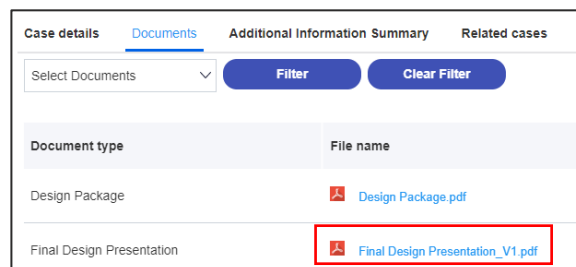 Case details Documents Additional Information Summary Related cases
Select Documents Filter Clear Filter
Document type File name
Design Package Design Package.pdf
Final Design Presentation Final Design Presentation_V1.pdf